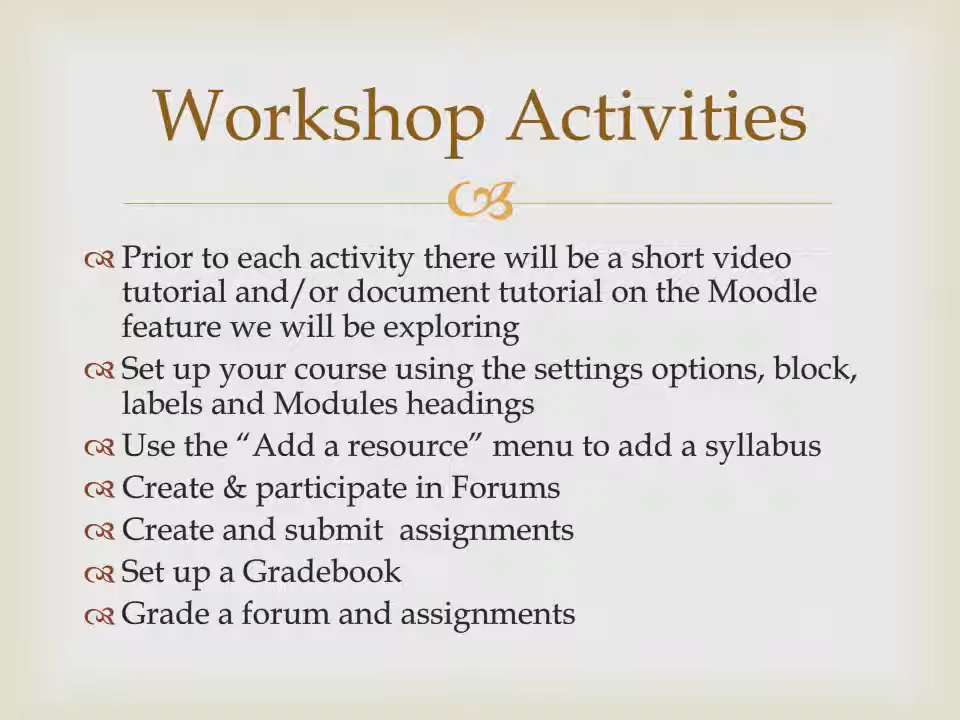 Workshop Activities
Prior to each activity there will be a short video
tutorial and/or document tutorial on the Moodle
feature we will be exploring
Set up your course using the settings options, block,
labels and Modules headings
Use the “Add a resource” menu to add a syllabus
Create & participate in Forums
Create and submit  assignments
Set up a Gradebook
Grade a forum and assignments